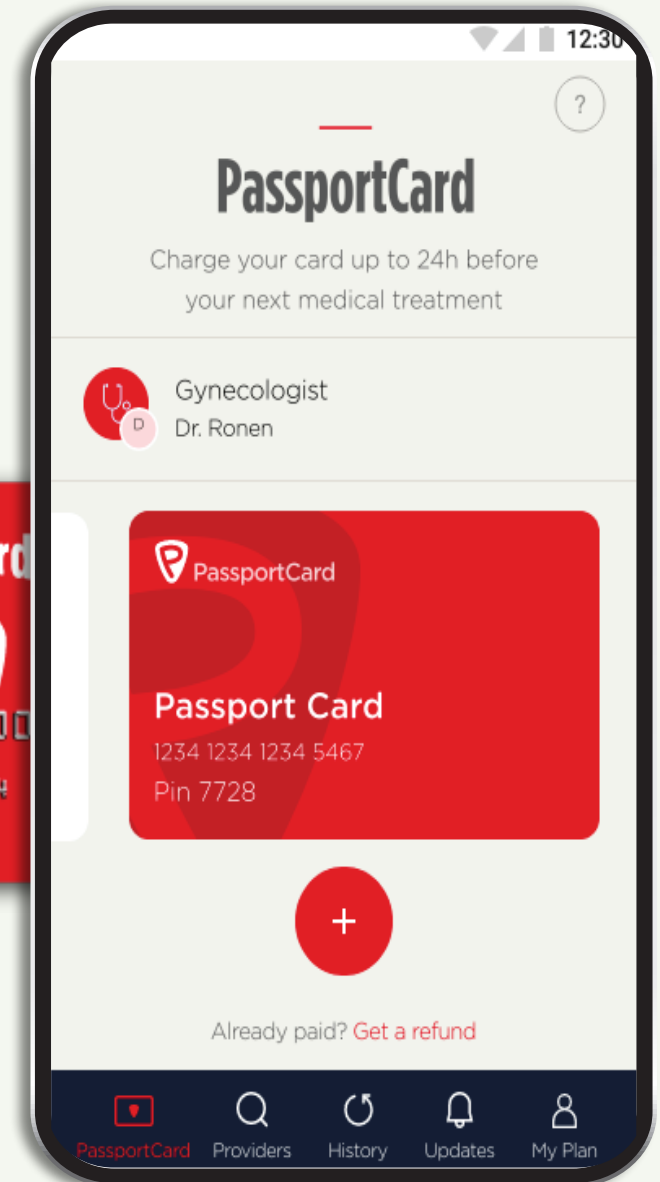 12:30
?
PassportCard
Charge your card up to 24h before
your next medical treatment
Gynecologist
D
Dr. Ronen
rd
PassportCard
Passport Card
1234 1234 1234 5467
Pin 7728
+
Already paid? Get a refund
PassportCard Providers History Updates My Plan